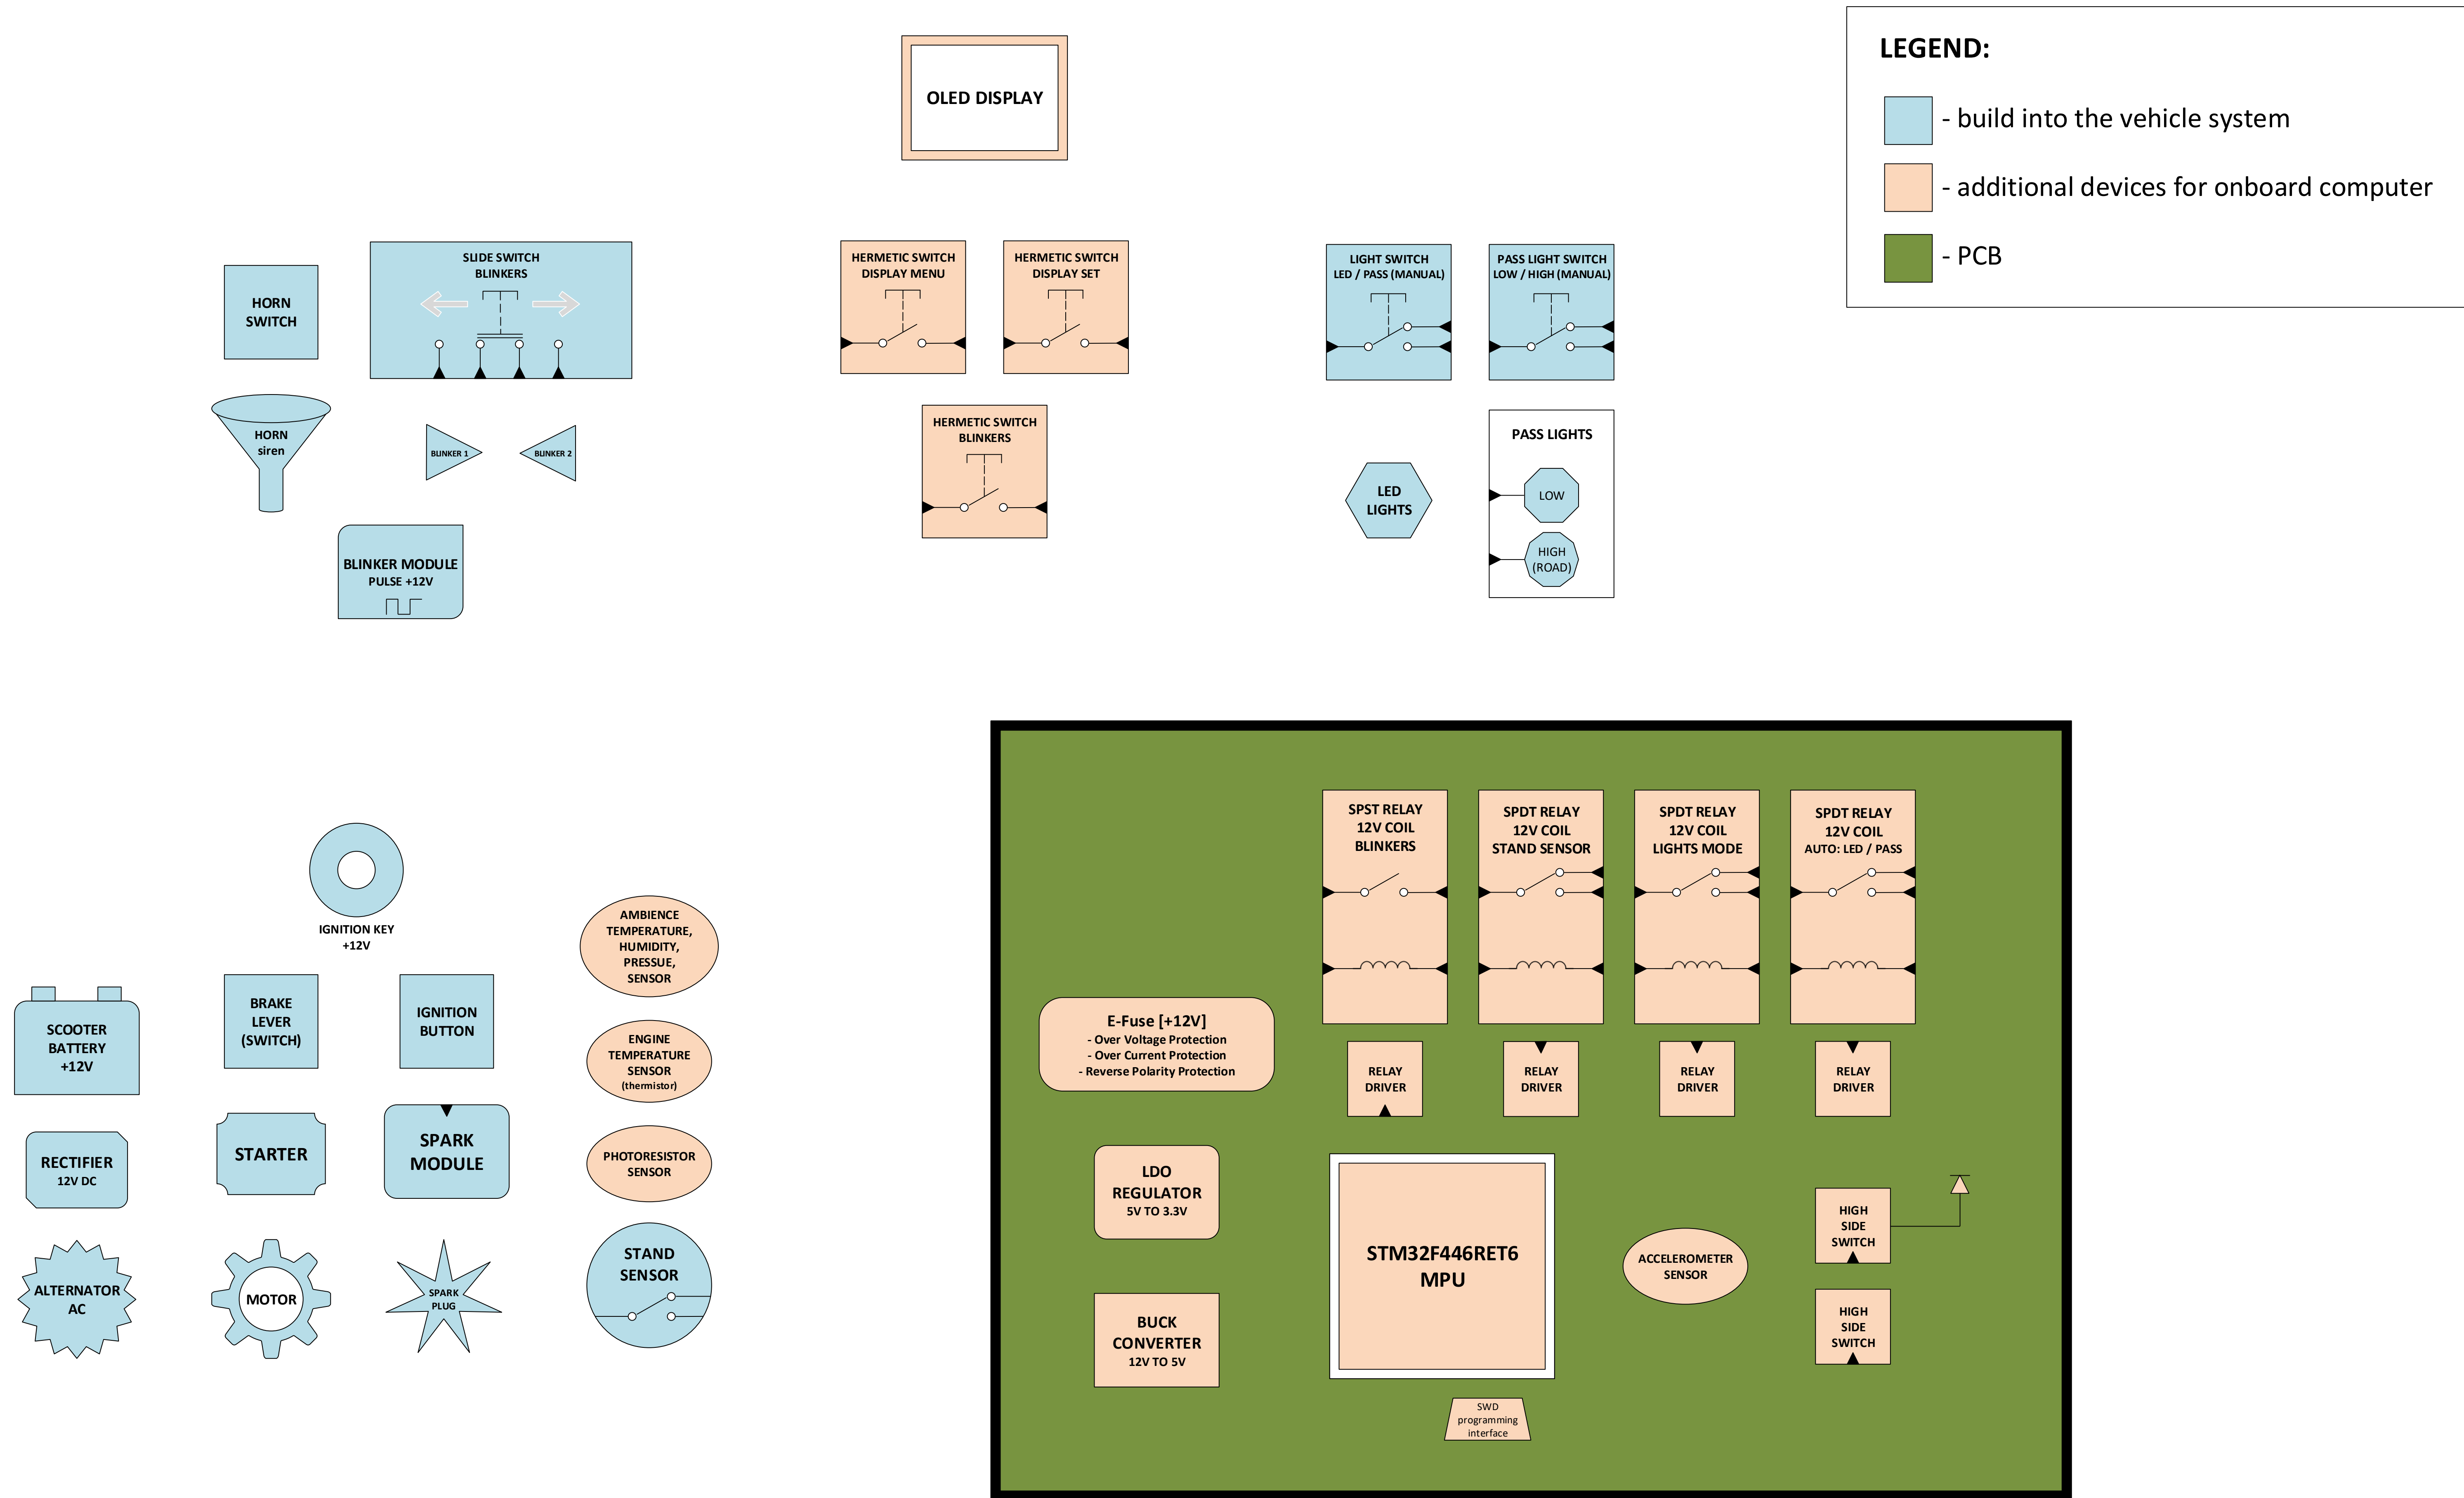 LEGEND:
- build into the vehicle system
- additional devices for onboard computer
- PCB
OLED DISPLAY
HORN
SWITCH
SLIDE SWITCH
BLINKERS
HERMETIC SWITCH
DISPLAY MENU
HERMETIC SWITCH
DISPLAY SET
LIGHT SWITCH
LED / PASS (MANUAL)
PASS LIGHT SWITCH
LOW / HIGH (MANUAL)
HORN
siren
BLINKER 1
BLINKER 2
HERMETIC SWITCH
BLINKERS
LED
LIGHTS
PASS LIGHTS
LOW
HIGH
(ROAD)
BLINKER MODULE
PULSE +12V
IGNITION KEY
+12V
SCOOTER
BATTERY
+12V
BRAKE
LEVER
(SWITCH)
IGNITION
BUTTON
AMBIENCE
TEMPERATURE,
HUMIDITY,
PRESSUE,
SENSOR
ENGINE
TEMPERATURE
SENSOR
(thermistor)
RECTIFIER
12V DC
STARTER
SPARK
MODULE
PHOTORESISTOR
SENSOR
ALTERNATOR
AC
MOTOR
SPARK
PLUG
STAND
SENSOR
SPST RELAY
12V COIL
BLINKERS
SPDT RELAY
12V COIL
STAND SENSOR
SPDT RELAY
12V COIL
LIGHTS MODE
SPDT RELAY
12V COIL
AUTO: LED / PASS
E-Fuse [+12V]
- Over Voltage Protection
- Over Current Protection
- Reverse Polarity Protection
RELAY
DRIVER
RELAY
DRIVER
RELAY
DRIVER
RELAY
DRIVER
LDO
REGULATOR
5V TO 3.3V
STM32F446RET6
MPU
ACCELEROMETER
SENSOR
HIGH
SIDE
SWITCH
BUCK
CONVERTER
12V TO 5V
HIGH
SIDE
SWITCH
SWD
programming
interface